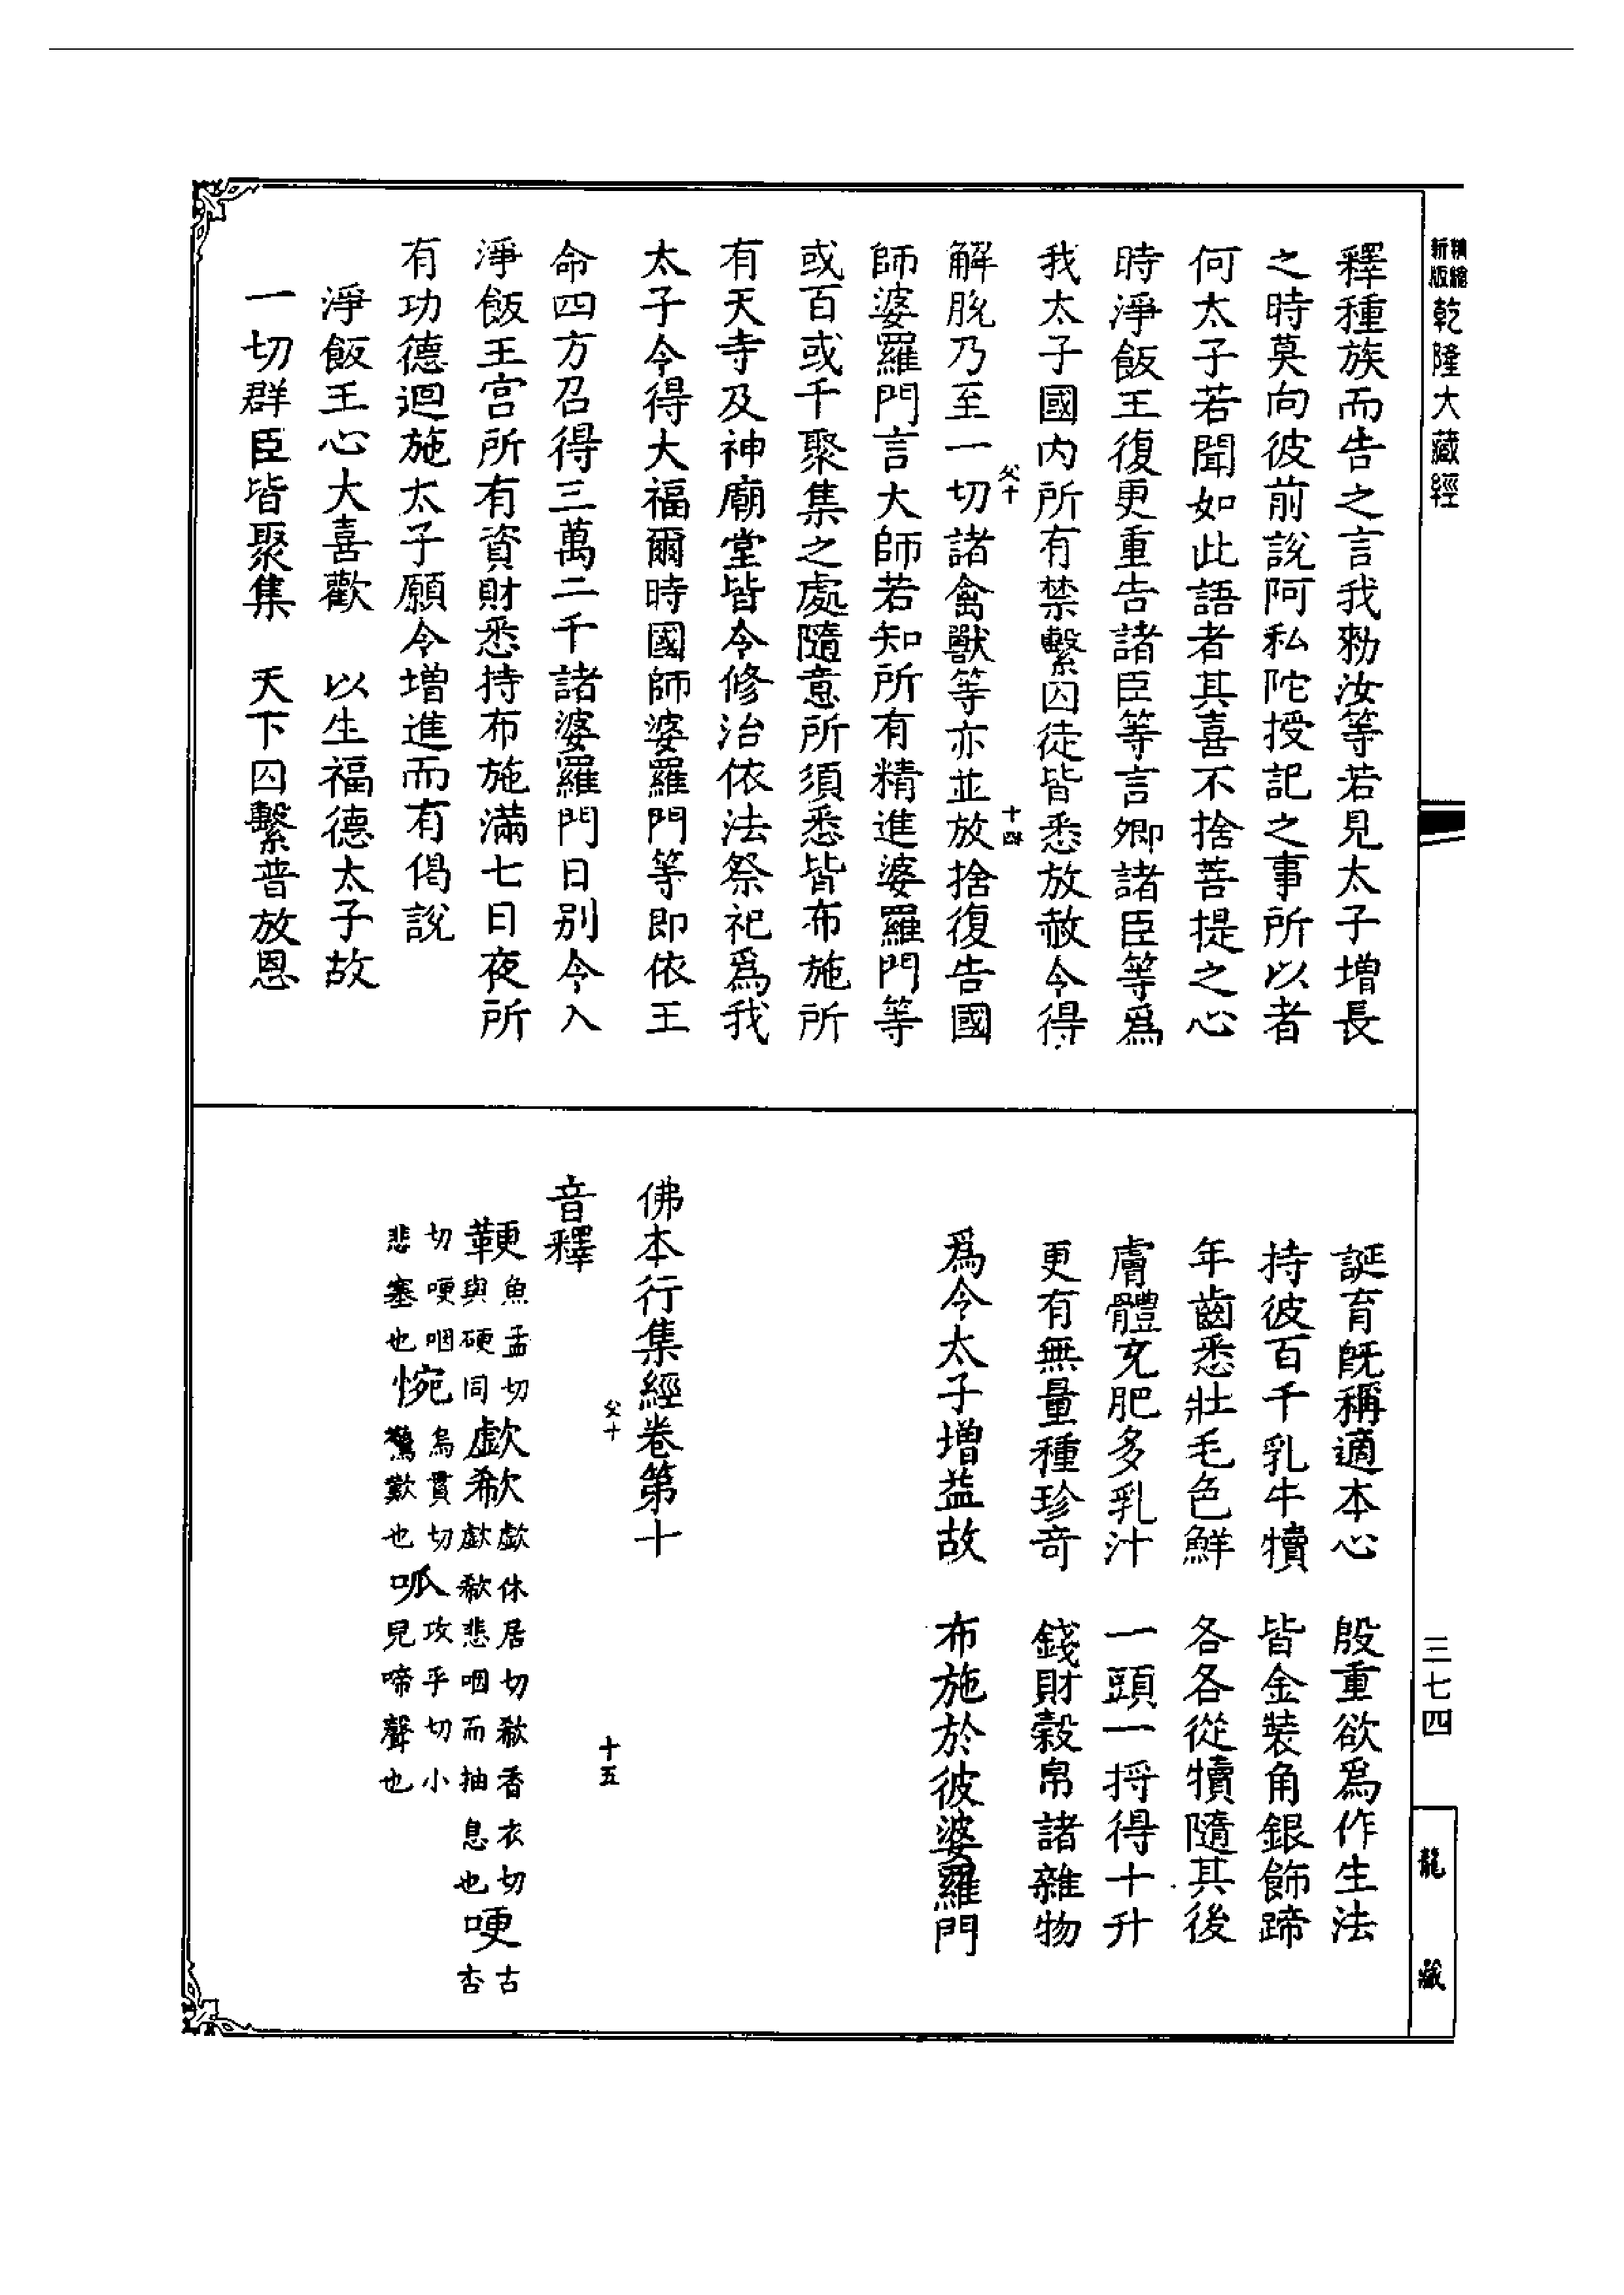 精縮新版乾隆大藏經
釋種族而告之言我勑汝等若見太子增長
之時莫向彼前說阿私陀授記之事所以者
何太子若聞如此語者其喜不捨菩提之心
時淨飯王復更重告諸臣等言卿諸臣等爲
我太子國内所有禁繫囚徒皆悉放赦令得
父十
十四
解脫乃至一切諸禽獸等亦並放捨復告國
師婆羅門言大師若知所有精進婆羅門等
或百或千聚集之處隨意所須悉皆布施所
有天寺及神廟堂皆令修治依法祭祀爲我
太子令得大福爾時國師婆羅門等即依王
命四方召得三萬二千諸婆羅門日別令入
淨飯王宮所有資財悉持布施滿七日夜所
有功德迴施太子願令增進而有偈說
淨飯王心大喜歡　以生福德太子故
一切群臣皆聚集　天下囚繫普放恩
誕育旣稱適本心　殷重欲爲作生法
持彼百千乳牛犢　皆金裝角銀飾蹄
年齒悉壯毛色鮮　各各從犢隨其後
膚體充肥多乳汁　一頭一捋得十升
更有無量種珍奇　錢財穀帛諸雜物
爲令太子增益故　布施於彼婆羅門
佛本行集經卷第十
父十
十五
音釋
鞕魚孟切與硬同歔欷歔休居切欷香衣切歔欷悲咽而抽息也哽古杏
切哽咽悲塞也惋烏貫切驚歎也呱攻乎切小兒啼聲也
三七四
龍藏